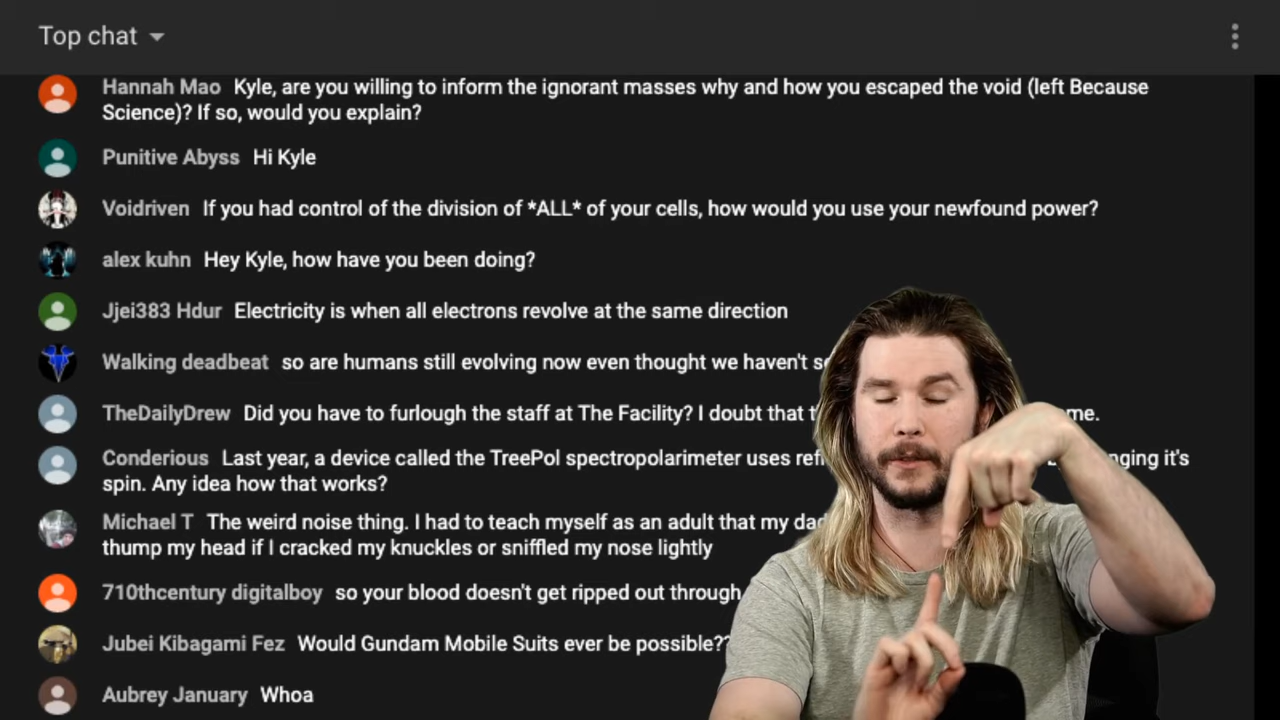 Top chat
Hannah Mao Kyle, are you willing to inform the ignorant masses why and how you escaped the void (left Because
Science)? If so, would you explain?
Punitive Abyss Hi Kyle
Voidriven If you had control of the division of *ALL* of your cells, how would you use your newfound power?
alex kuhn Hey Kyle, how have you been doing?
Jjei383 Hdur Electricity is when all electrons revolve at the same direction
Walking deadbeat so are humans still evolving now even thought we haven't
TheDailyDrew Did you have to furlough the staff at The Facility? I doubt that
Conderious Last year, a device called the TreePol spectropolarimeter uses it's
spin. Any idea how that works?
Michael T The weird noise thing. I had to teach myself as an adult that my
thump my head if I cracked my knuckles or sniffled my nose lightly
710thcentury digitalboy so your blood doesn't get ripped out through
Jubei Kibagami Fez Would Gundam Mobile Suits ever be possible??
Aubrey January Whoa